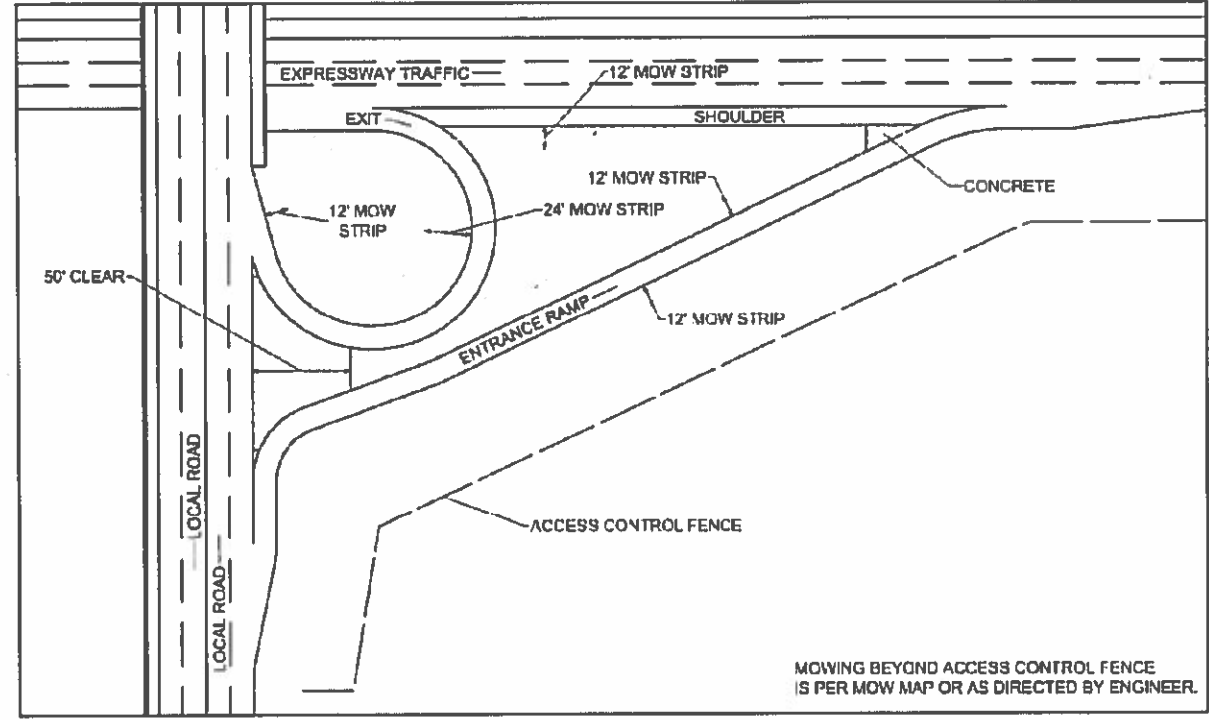 EXPRESSWAY TRAFFIC
12' MOW STRIP
EXIT
SHOULDER
12' MOW STRIP
CONCRETE
12' MOW
STRIP
24' MOW STRIP
50' CLEAR
ENTRANCE RAMP
12' MOW STRIP
LOCAL ROAD
ACCESS CONTROL FENCE
LOCAL ROAD
MOWING BEYOND ACCESS CONTROL FENCE
IS PER MOW MAP OR AS DIRECTED BY ENGINEER.